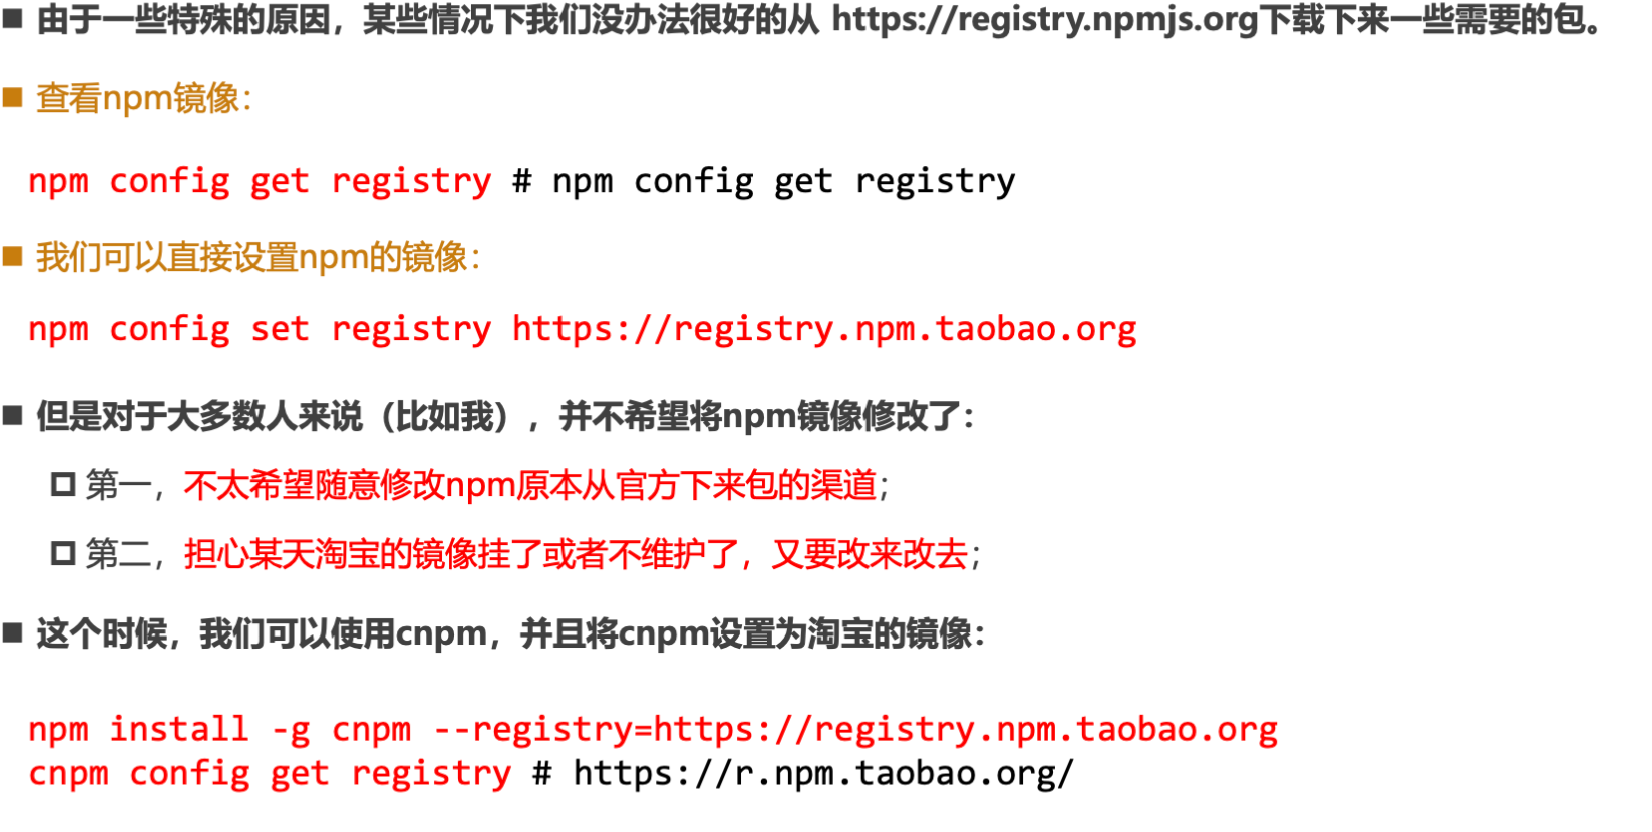 由于一些特殊的原因，某些情况下我们没办法很好的从 https://registry.npmjs.org下载下来一些需要的包。
查看npm镜像：
npm config get registry # npm config get registry
我们可以直接设置npm的镜像：
npm config set registry https://registry.npm.taobao.org
但是对于大多数人来说（比如我），并不希望将npm镜像修改了：
第一，不太希望随意修改npm原本从官方下来包的渠道；
第二，担心某天淘宝的镜像挂了或者不维护了，又要改来改去；
这个时候，我们可以使用cnpm，并且将cnpm设置为淘宝的镜像：
npm install -g cnpm --registry=https://registry.npm.taobao.org
cnpm config get registry # https://r.npm.taobao.org/